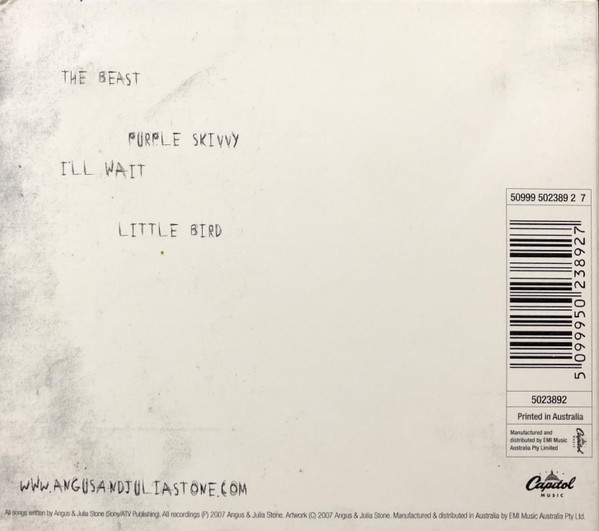 THE BEAST
PURPLE SKIVVY
I'LL WAIT
LITTLE BIRD
50999 502389 2 7
5099950238927
5023892
Printed in Australia
Manufactured and
distributed by EMI Music
Australia Pty Limited
Capitol
MUSIC
WWW.ANGUSANDJULIASTONE.COM
All songs written by Angus & Julia Stone (Sony/ATV Publishing). All recordings (P) 2007 Angus & Julia Stone. Artwork (C) 2007 Angus & Julia Stone. Manufactured & distributed in Australia by EMI Music Australia Pty Ltd.